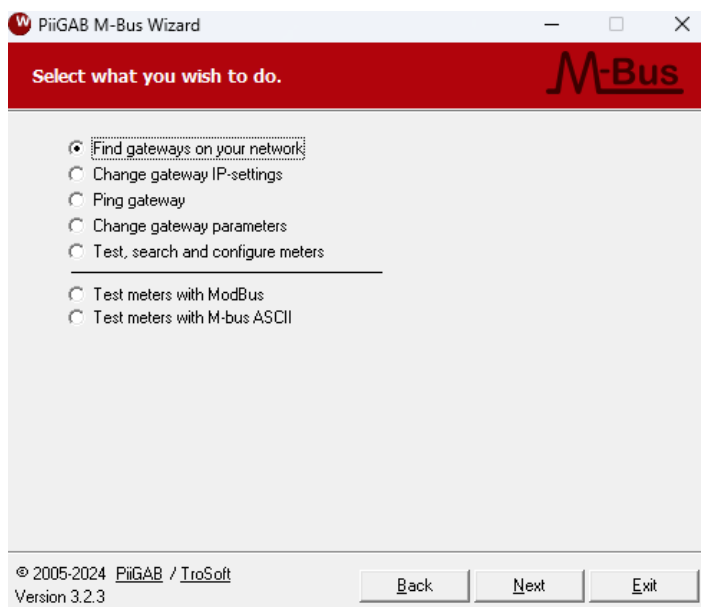 W PiiGAB M-Bus Wizard
Select what you wish to do.
M-Bus
Find gateways on your network
Change gateway IP-settings
Ping gateway
Change gateway parameters
Test, search and configure meters
Test meters with ModBus
Test meters with M-bus ASCII
© 2005-2024 PiiGAB / TroSoft
Version 3.2.3
Back Next Exit